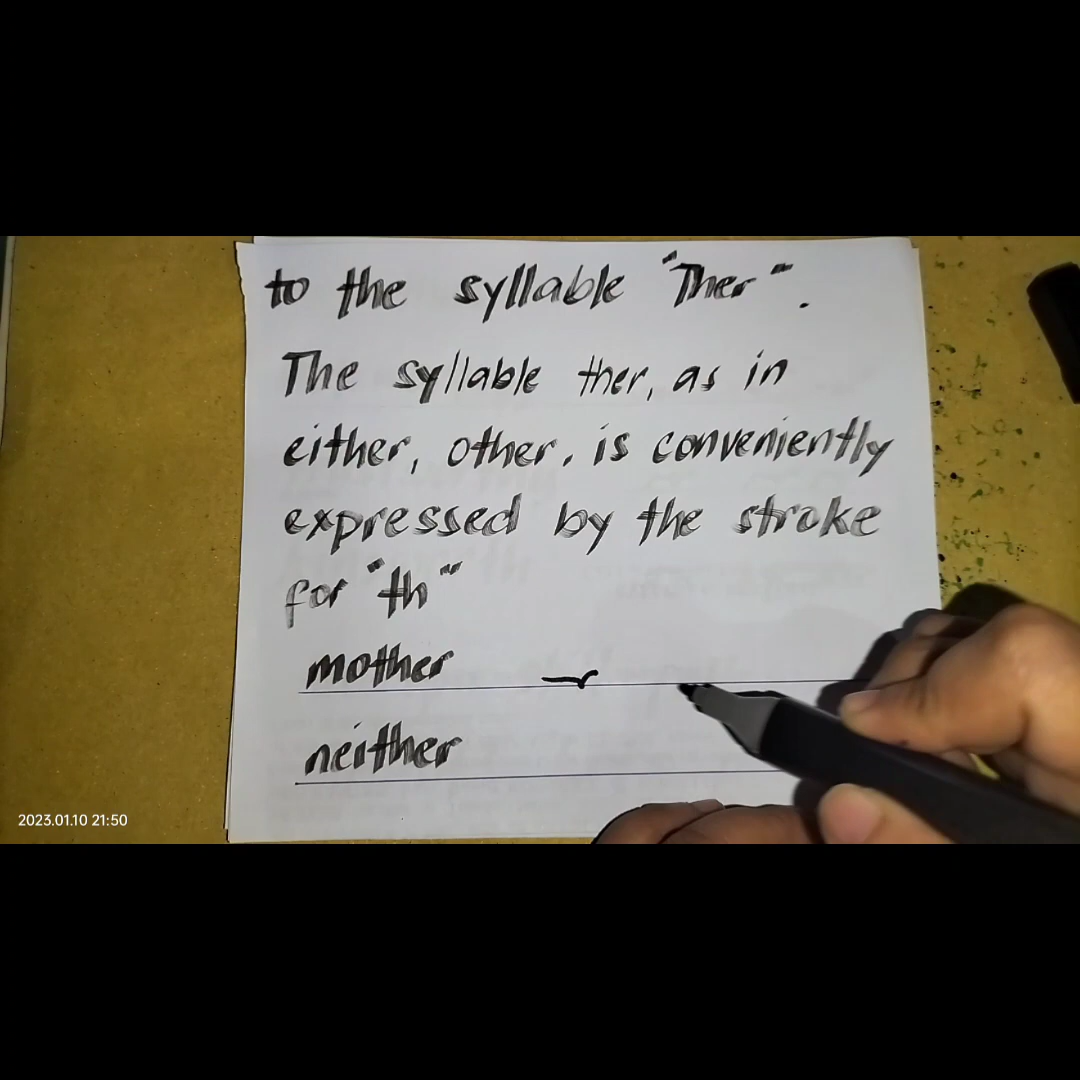 to the syllable "Ther".
The syllable ther, as in
either, other, is conveniently
expressed by the stroke
for "th"
mother
neither
2023.01.10 21:50